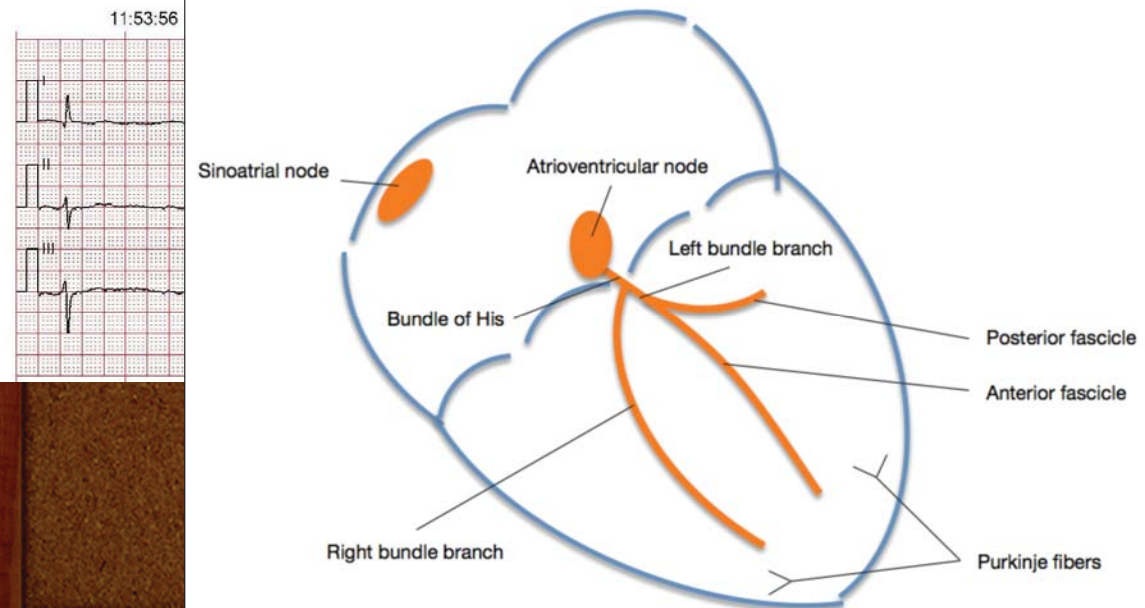 11:53:56
I
II
III
Sinoatrial node
Atrioventricular node
Left bundle branch
Bundle of His
Posterior fascicle
Anterior fascicle
Right bundle branch
Purkinje fibers